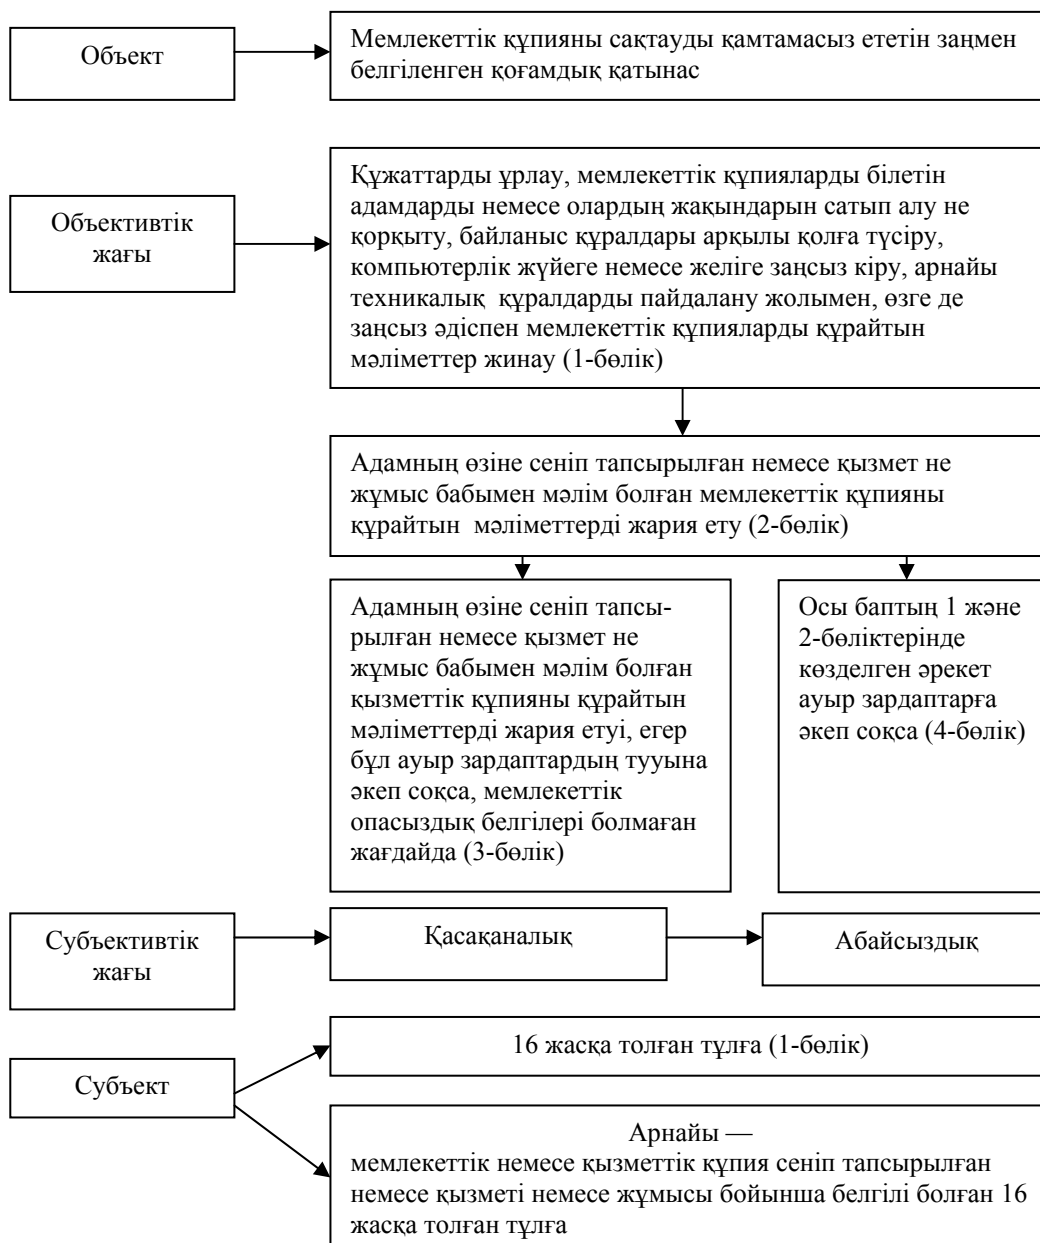 Объект
Мемлекеттік құпияны сақтауды қамтамасыз ететін заңмен
белгіленген қоғамдық қатынас
Объективтік
жағы
Құжаттарды ұрлау, мемлекеттік құпияларды білетін
адамдарды немесе олардың жақындарын сатып алу не
қорқыту, байланыс құралдары арқылы қолға түсіру,
компьютерлік жүйеге немесе желіге заңсыз кіру, арнайы
техникалық құралдарды пайдалану жолымен, өзге де
заңсыз әдіспен мемлекеттік құпияларды құрайтын
мәліметтер жинау (1-бөлік)
Адамның өзіне сеніп тапсырылған немесе қызмет не
жұмыс бабымен мәлім болған мемлекеттік құпияны
құрайтын мәліметтерді жария ету (2-бөлік)
Адамның өзіне сеніп тапсы-
рылған немесе қызмет не
жұмыс бабымен мәлім болған
қызметтік құпияны құрайтын
мәліметтерді жария етуі, егер
бұл ауыр зардаптардың тууына
әкеп соқса, мемлекеттік
опасыздық белгілері болмаған
жағдайда (3-бөлік)
Осы баптың 1 және
2-бөліктерінде
көзделген әрекет
ауыр зардаптарға
әкеп соқса (4-бөлік)
Субъективтік
жағы
Қасақаналық
Абайсыздық
Субъект
16 жасқа толған тұлға (1-бөлік)
Арнайы —
мемлекеттік немесе қызметтік құпия сеніп тапсырылған
немесе қызметі немесе жұмысы бойынша белгілі болған 16
жасқа толған тұлға